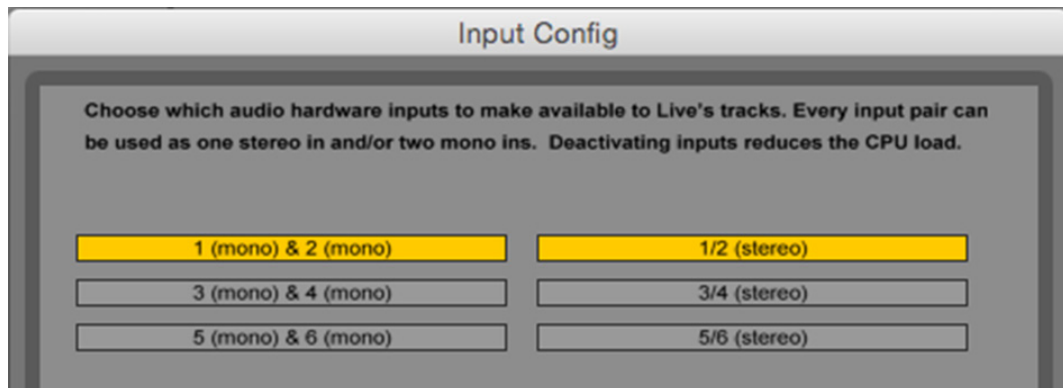 Input Config
Choose which audio hardware inputs to make available to Live's tracks. Every input pair can
be used as one stereo in and/or two mono ins.  Deactivating inputs reduces the CPU load.
1 (mono) & 2 (mono)
1/2 (stereo)
3 (mono) & 4 (mono)
3/4 (stereo)
5 (mono) & 6 (mono)
5/6 (stereo)